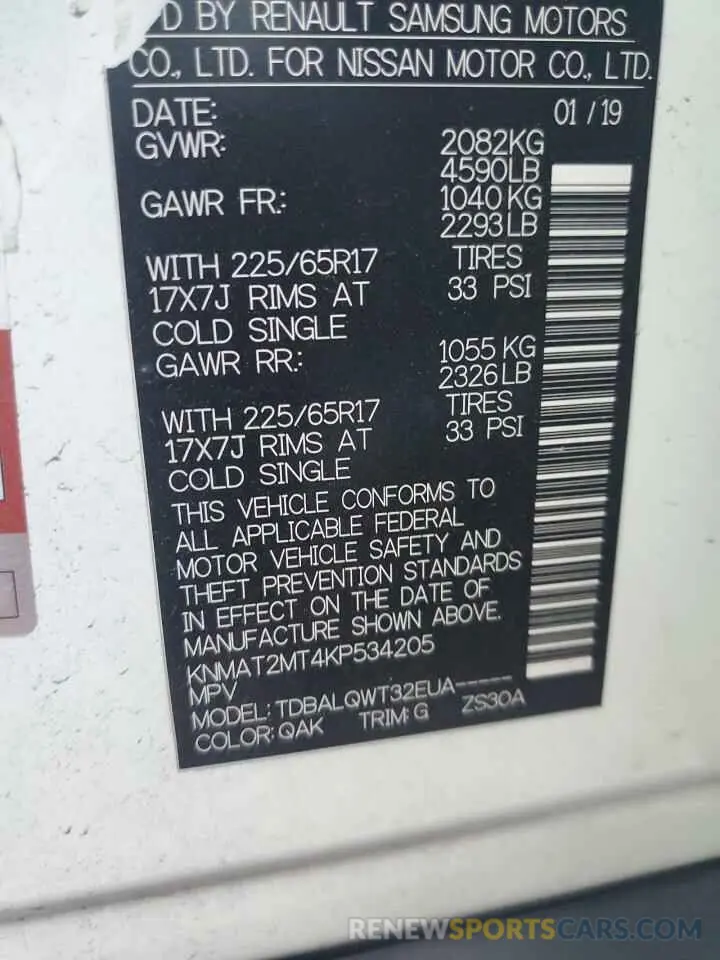 BY RENAULT SAMSUNG MOTORS
CO., LTD. FOR NISSAN MOTOR CO., LTD.
DATE: 01 / 19
GVWR: 2082KG
4590LB
GAWR FR.: 1040 KG
2293 LB
WITH 225/65R17 TIRES
17X7J RIMS AT 33 PSI
COLD SINGLE
GAWR RR.: 1055 KG
2326 LB
WITH 225/65R17 TIRES
17X7J RIMS AT 33 PSI
COLD SINGLE
THIS VEHICLE CONFORMS TO
ALL APPLICABLE FEDERAL
MOTOR VEHICLE SAFETY AND
THEFT PREVENTION STANDARDS
IN EFFECT ON THE DATE OF
MANUFACTURE SHOWN ABOVE.
KNMAT2MT4KP534205
MPV
MODEL: TDBALQWT32EUA-----
COLOR: QAK TRIM: G ZS30A
RENEWSPORTSCARS.COM